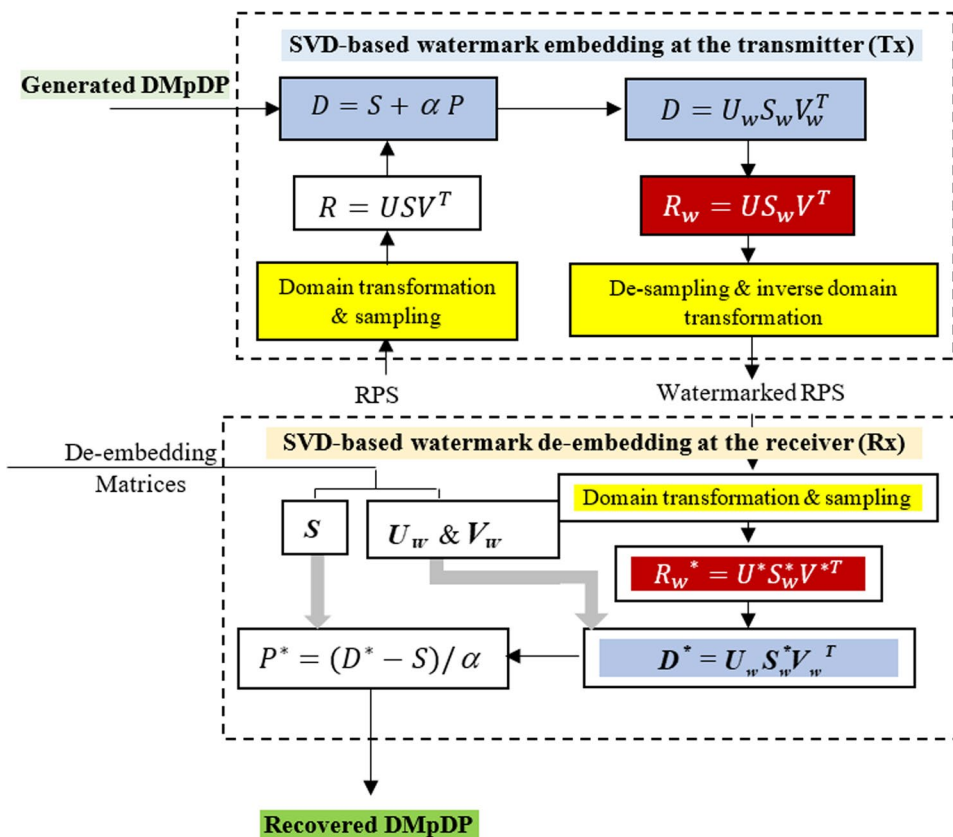 SVD-based watermark embedding at the transmitter (Tx)
Generated DMpDP
D = S + α P
D = U_w S_w V_w^T
R = USV^T
R_w = US_w V^T
Domain transformation
& sampling
De-sampling & inverse domain
transformation
RPS
Watermarked RPS
SVD-based watermark de-embedding at the receiver (Rx)
De-embedding
Matrices
Domain transformation & sampling
S
U_w & V_w
R_w^* = U^* S_w^* V^{*T}
P^* = (D^* − S)/ α
D^* = U_w S_w^* V_w^T
Recovered DMpDP